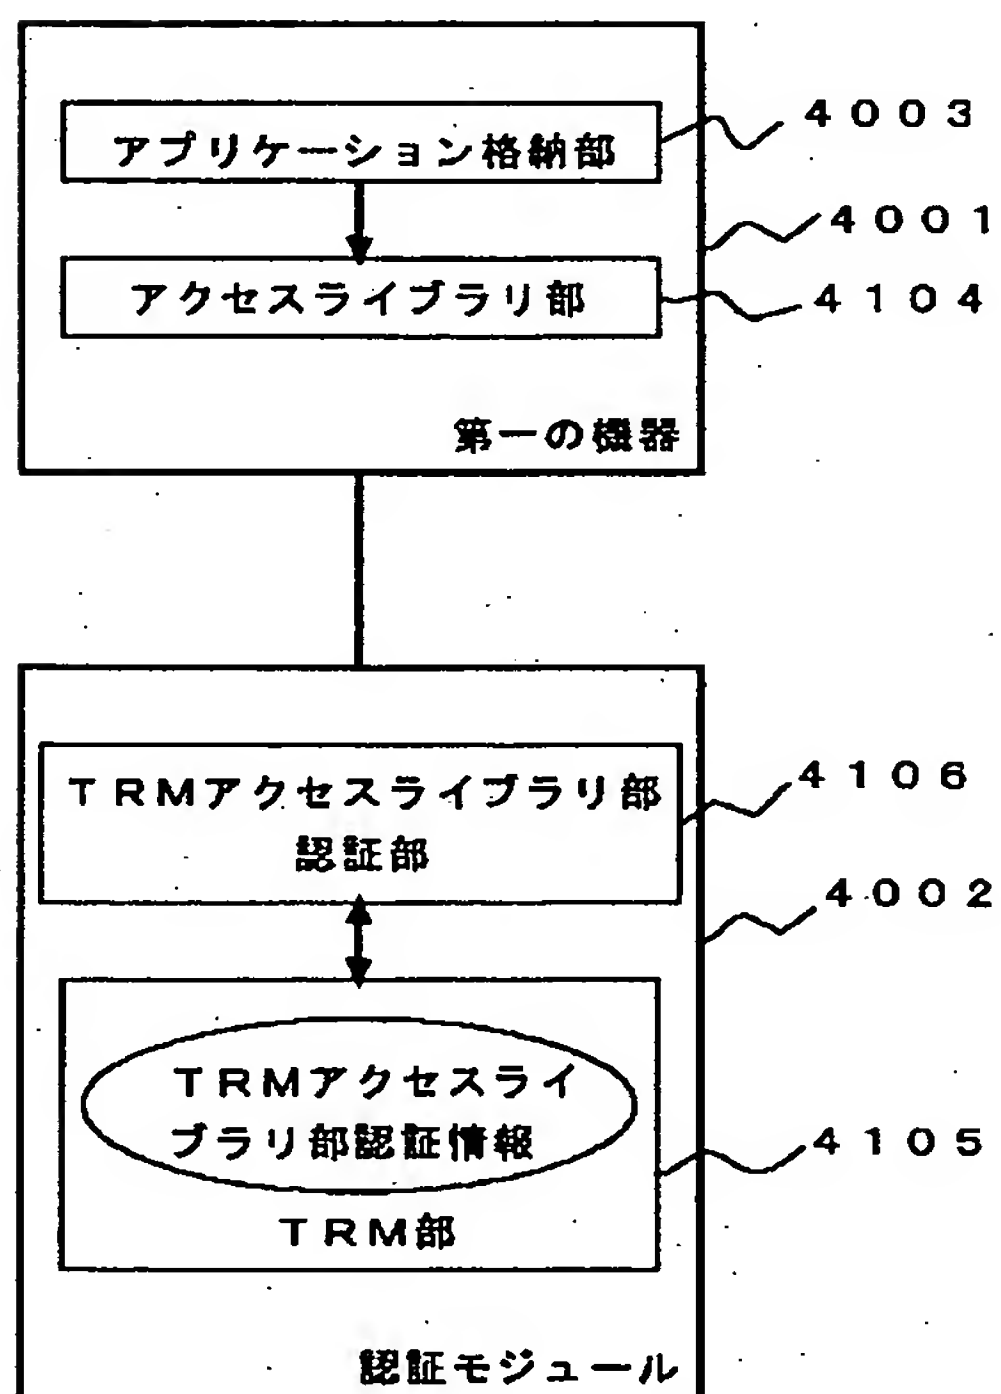 アプリケーション格納部
4003
4001
アクセスライブラリ部
4104
第一の機器
TRMアクセスライブラリ部
認証部
4106
4002
TRMアクセスライ
ブラリ部認証情報
4105
TRM部
認証モジュール